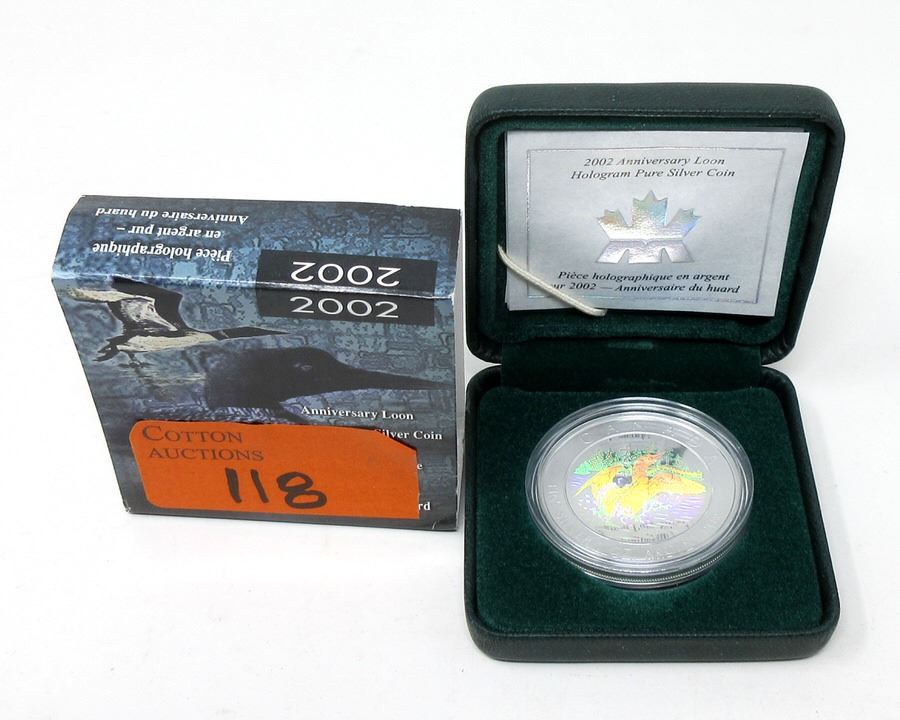 Anniversaire du huard
en argent pur –
Pièce holographique
2002
2002
Anniversary Loon
Silver Coin
COTTON
AUCTIONS
118
2002 Anniversary Loon
Hologram Pure Silver Coin
Pièce holographique en argent
ur 2002 — Anniversaire du huard
CANADA